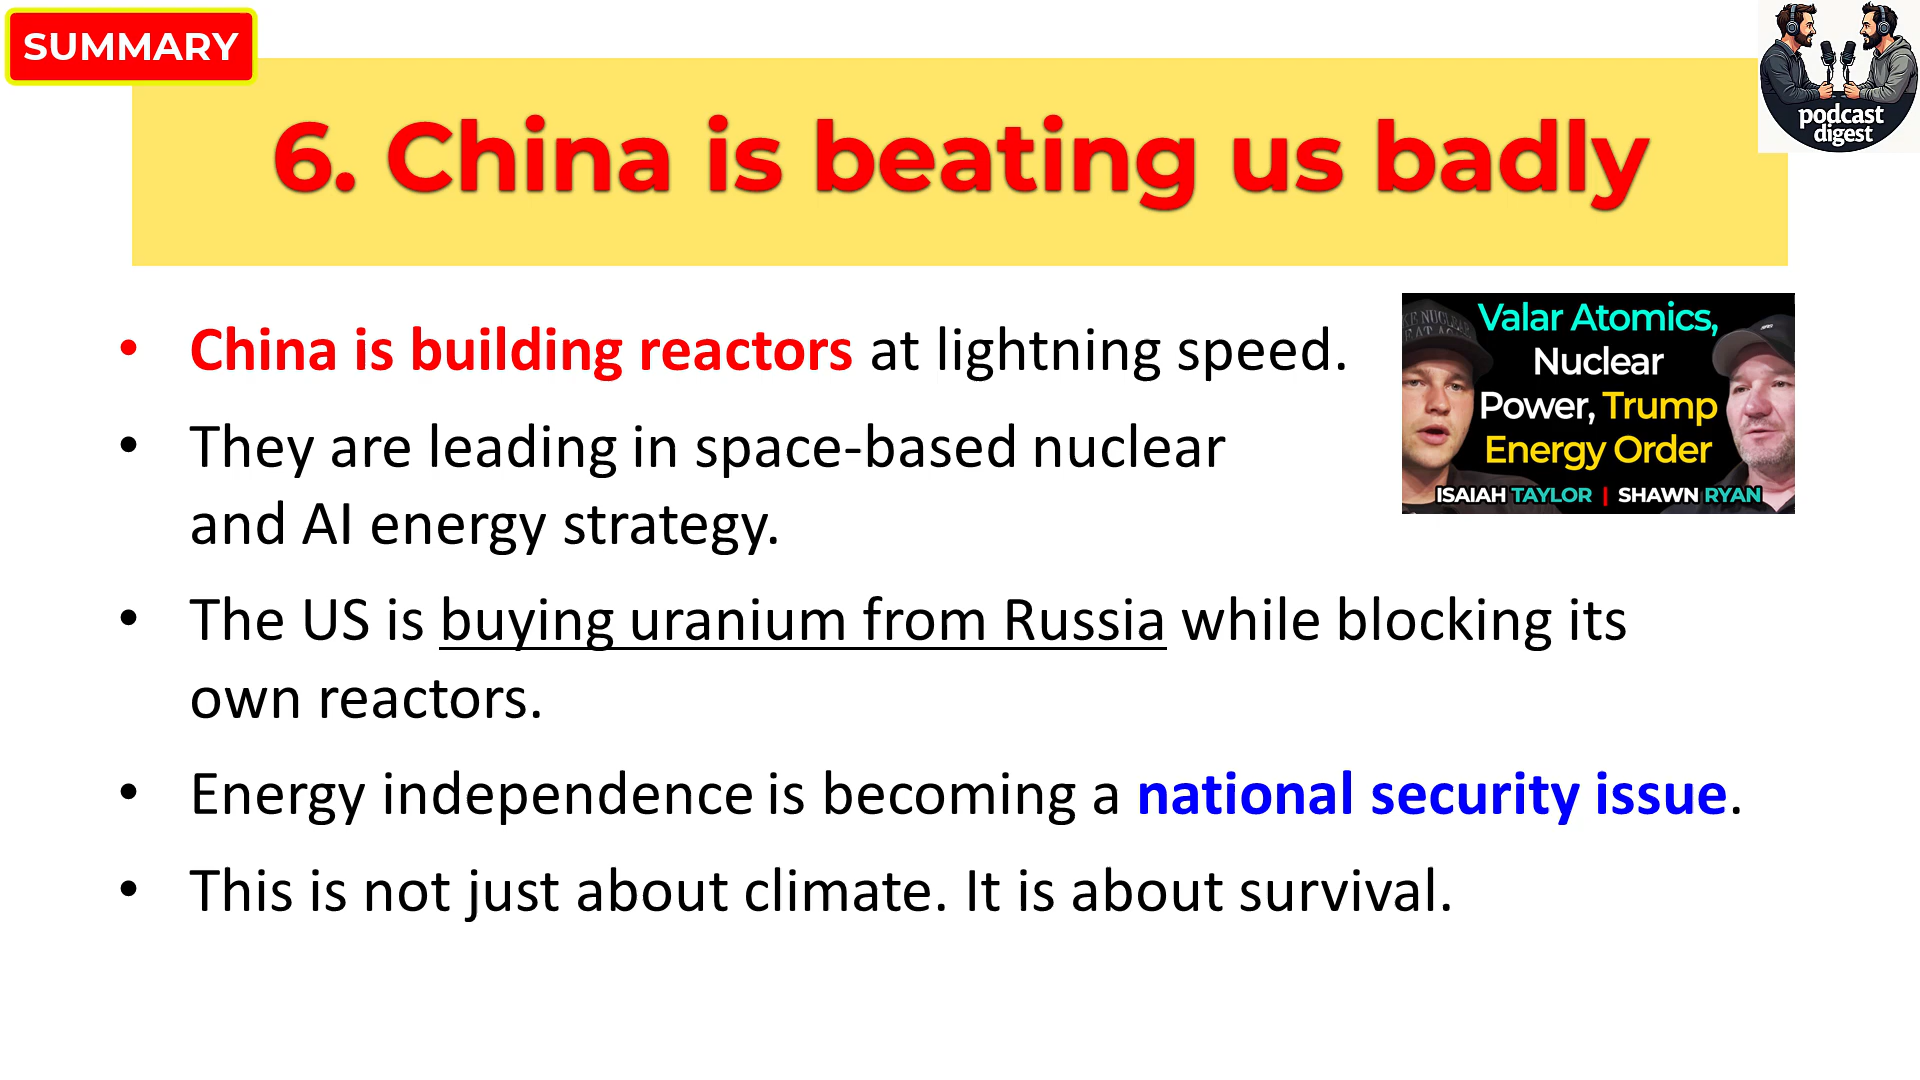 SUMMARY
podcast
digest
6. China is beating us badly
• China is building reactors at lightning speed.
• They are leading in space-based nuclear
and AI energy strategy.
• The US is buying uranium from Russia while blocking its
own reactors.
• Energy independence is becoming a national security issue.
• This is not just about climate. It is about survival.
Valar Atomics,
Nuclear
Power, Trump
Energy Order
ISAIAH TAYLOR | SHAWN RYAN